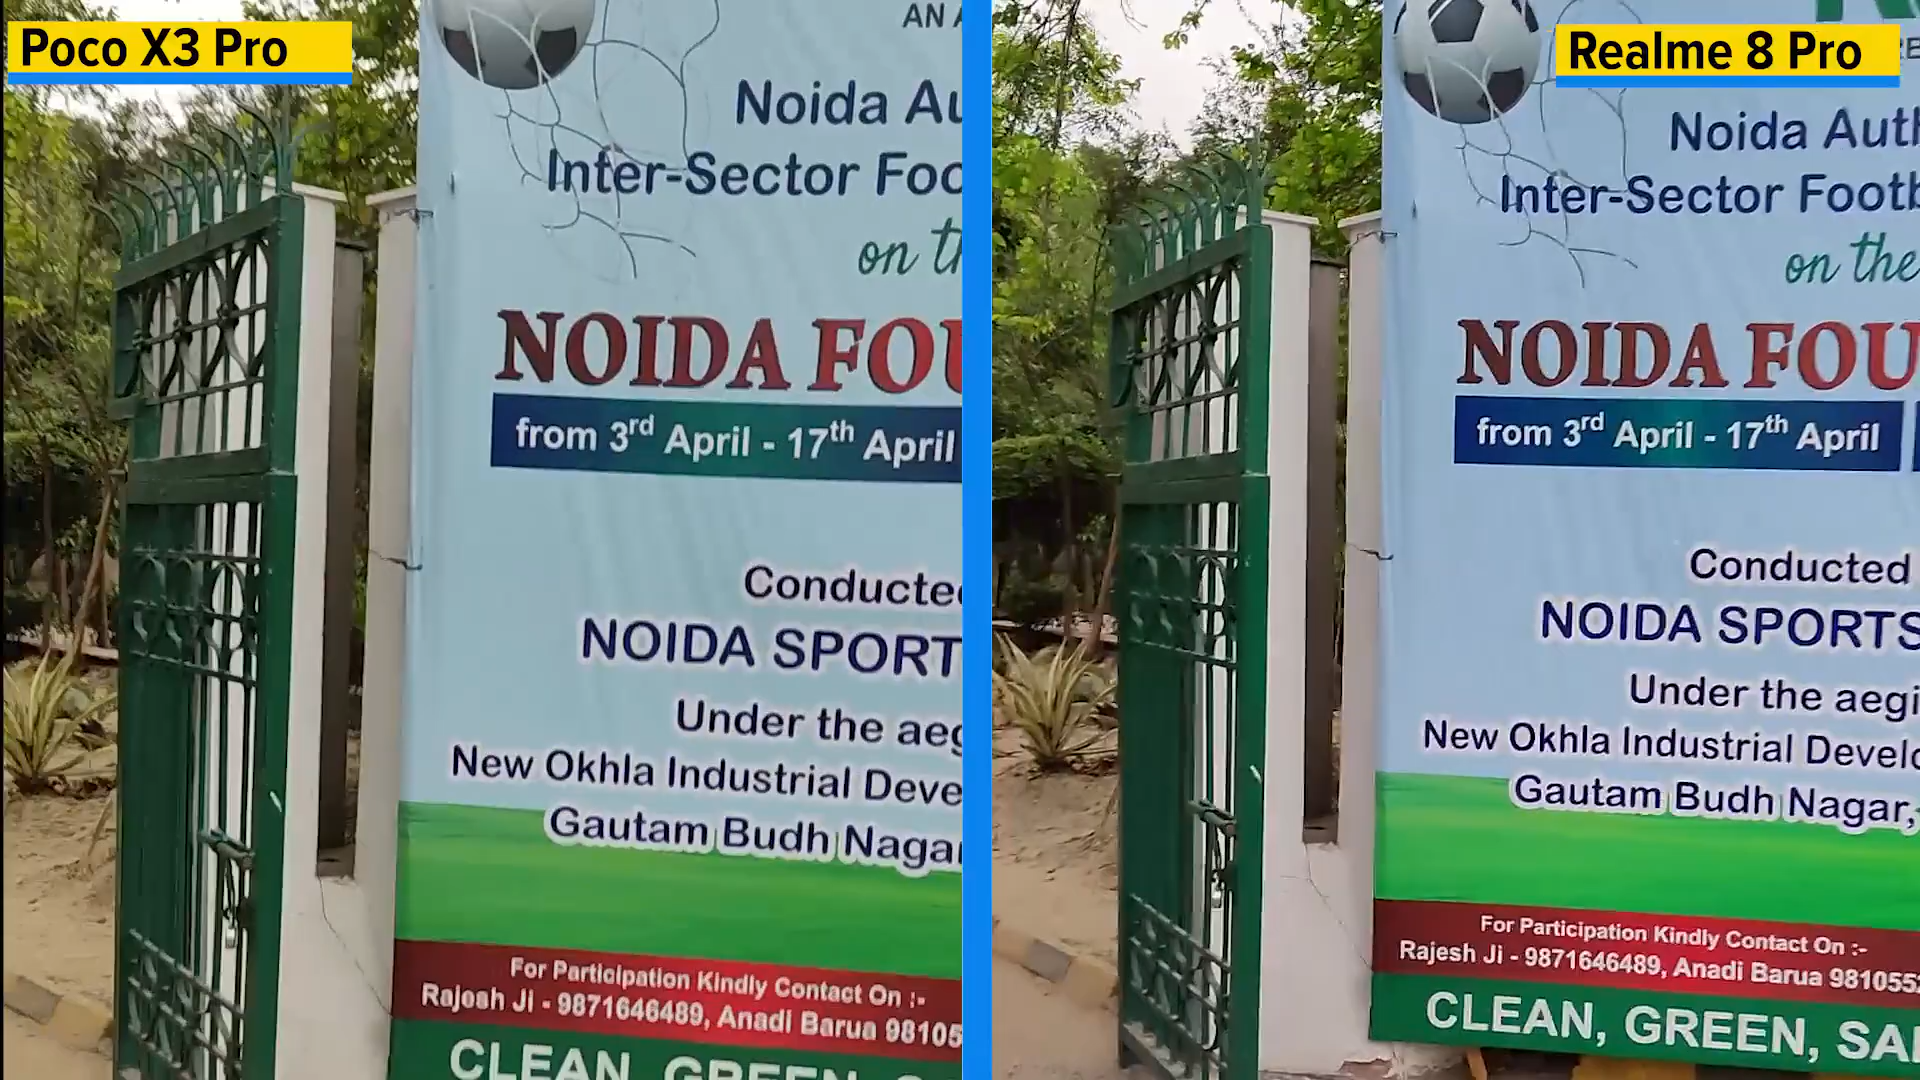 Poco X3 Pro
AN
Noida Au
Inter-Sector Foo
on th
NOIDA FOU
from 3rd April - 17th April
Conducted
NOIDA SPORT
Under the aeg
New Okhla Industrial Deve
Gautam Budh Nagar
For Participation Kindly Contact On :-
Rajesh Ji - 9871646489, Anadi Barua 98105
CLEAN, GREEN, S
Realme 8 Pro
Noida Auth
Inter-Sector Footb
on the
NOIDA FOU
from 3rd April - 17th April
Conducted
NOIDA SPORTS
Under the aegi
New Okhla Industrial Develo
Gautam Budh Nagar,
For Participation Kindly Contact On :-
Rajesh Ji - 9871646489, Anadi Barua 981055
CLEAN, GREEN, SA